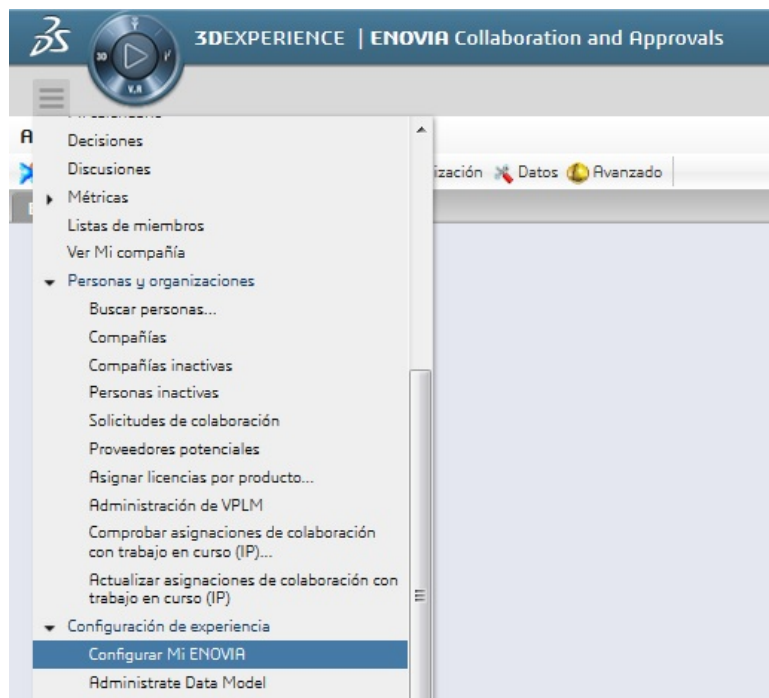 3DEXPERIENCE | ENOVIA Collaboration and Approvals
3D
i²
V,R
A
Decisiones
Discusiones
ización Datos Avanzado
Métricas
Listas de miembros
Ver Mi compañía
Personas y organizaciones
Buscar personas...
Compañías
Compañías inactivas
Personas inactivas
Solicitudes de colaboración
Proveedores potenciales
Asignar licencias por producto...
Administración de VPLM
Comprobar asignaciones de colaboración
con trabajo en curso (IP)...
Actualizar asignaciones de colaboración con
trabajo en curso (IP)
Configuración de experiencia
Configurar Mi ENOVIA
Administrate Data Model